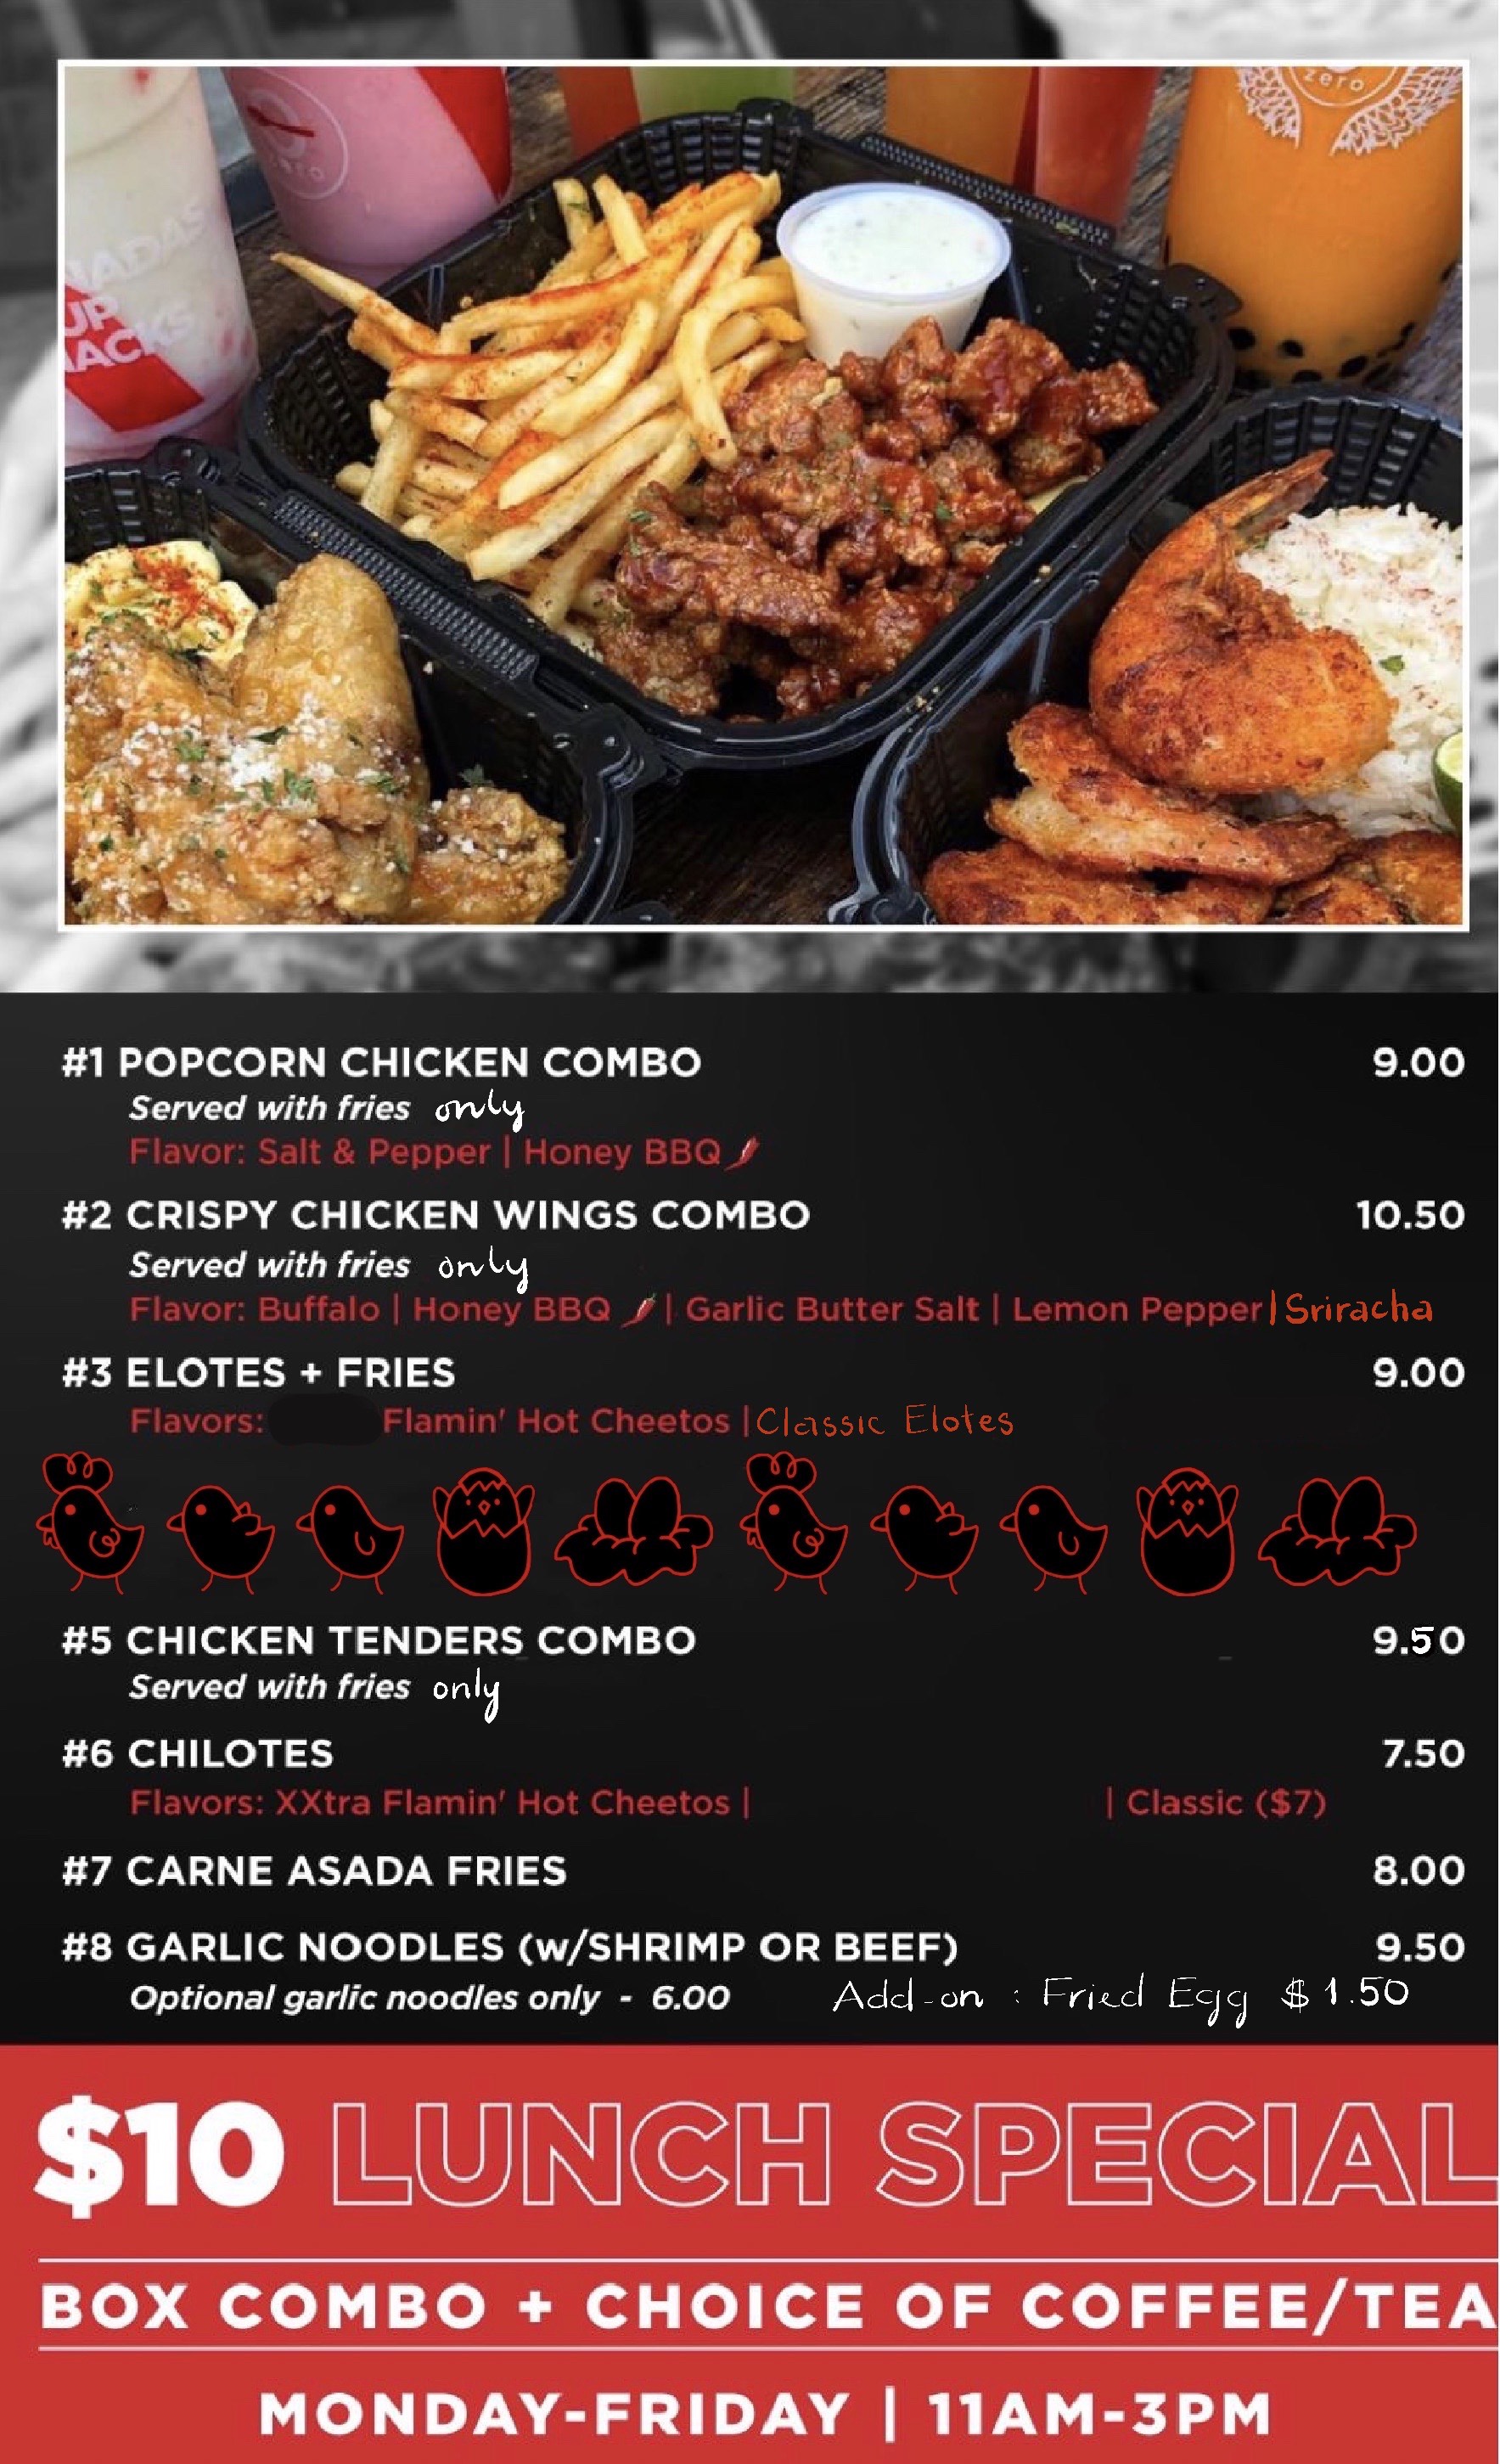 zero
NADAS
UP
NACKS
#1 POPCORN CHICKEN COMBO 9.00
Served with fries only
Flavor: Salt & Pepper | Honey BBQ
#2 CRISPY CHICKEN WINGS COMBO 10.50
Served with fries only
Flavor: Buffalo | Honey BBQ | Garlic Butter Salt | Lemon Pepper | Sriracha
#3 ELOTES + FRIES 9.00
Flavors: Flamin' Hot Cheetos | Classic Elotes
#5 CHICKEN TENDERS COMBO 9.50
Served with fries only
#6 CHILOTES 7.50
Flavors: XXtra Flamin' Hot Cheetos | | Classic ($7)
#7 CARNE ASADA FRIES 8.00
#8 GARLIC NOODLES (w/SHRIMP OR BEEF) 9.50
Optional garlic noodles only - 6.00 Add-on : Fried Egg $1.50
$10 LUNCH SPECIAL
BOX COMBO + CHOICE OF COFFEE/TEA
MONDAY-FRIDAY | 11AM-3PM